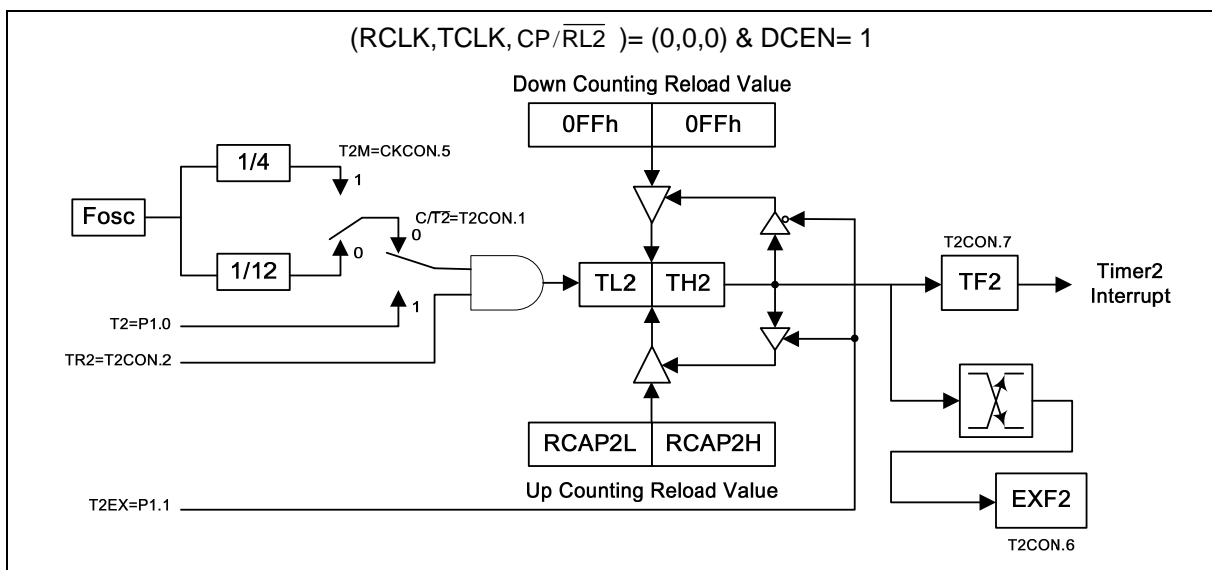 (RCLK,TCLK, CP/R̅L̅2̅ )= (0,0,0) & DCEN= 1
Down Counting Reload Value
0FFh 0FFh
T2M=CKCON.5
1/4
1
Fosc
C/T̅2̅=T2CON.1
0
1/12
0
T2CON.7
TL2 TH2
TF2
Timer2
Interrupt
1
T2=P1.0
TR2=T2CON.2
RCAP2L RCAP2H
Up Counting Reload Value
T2EX=P1.1
EXF2
T2CON.6